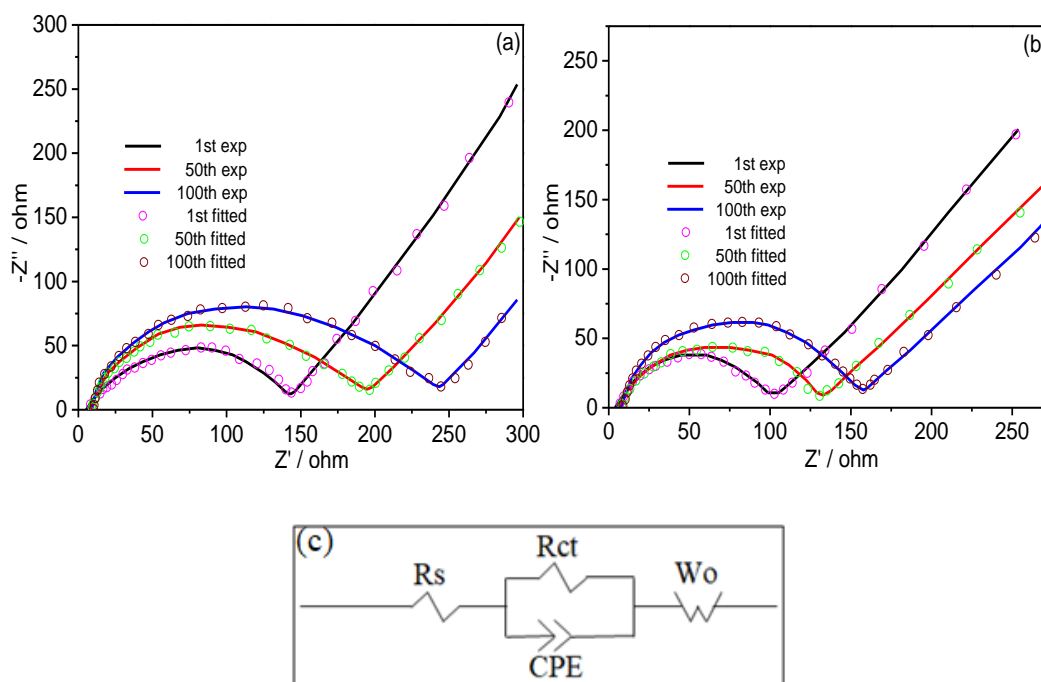 300
250
200
150
100
50
0
-Z'' / ohm
(a)
1st exp
50th exp
100th exp
1st fitted
50th fitted
100th fitted
0 50 100 150 200 250 300
Z' / ohm
250
200
150
100
50
0
-Z'' / ohm
(b
1st exp
50th exp
100th exp
1st fitted
50th fitted
100th fitted
0 50 100 150 200 250
Z' / ohm
(c)
Rct
Rs
Wo
CPE